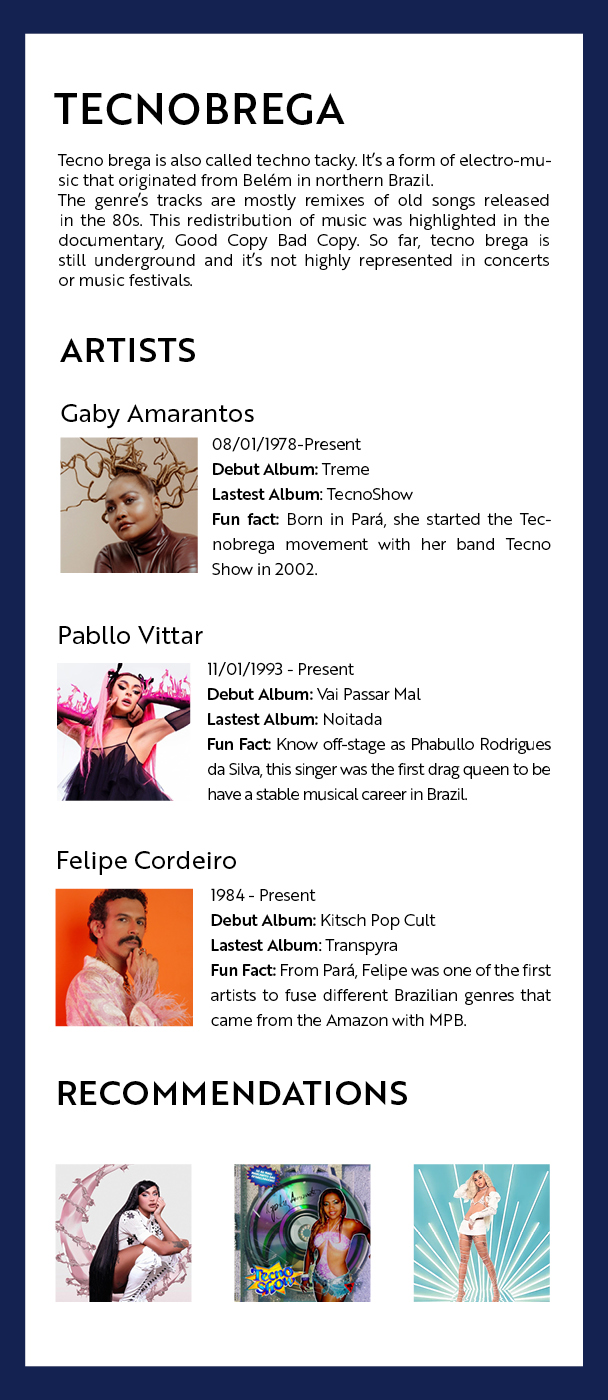 TECNOBREGA
Tecno brega is also called techno tacky. It's a form of electro-mu-
sic that originated from Belém in northern Brazil.
The genre's tracks are mostly remixes of old songs released
in the 80s. This redistribution of music was highlighted in the
documentary, Good Copy Bad Copy. So far, tecno brega is
still underground and it's not highly represented in concerts
or music festivals.
ARTISTS
Gaby Amarantos
08/01/1978-Present
Debut Album: Treme
Lastest Album: TecnoShow
Fun fact: Born in Pará, she started the Tec-
nobrega movement with her band Tecno
Show in 2002.
Pabllo Vittar
11/01/1993 - Present
Debut Album: Vai Passar Mal
Lastest Album: Noitada
Fun Fact: Know off-stage as Phabullo Rodrigues
da Silva, this singer was the first drag queen to be
have a stable musical career in Brazil.
Felipe Cordeiro
1984 - Present
Debut Album: Kitsch Pop Cult
Lastest Album: Transpyra
Fun Fact: From Pará, Felipe was one of the first
artists to fuse different Brazilian genres that
came from the Amazon with MPB.
RECOMMENDATIONS
Gaby Amarantos
Tecno
Show